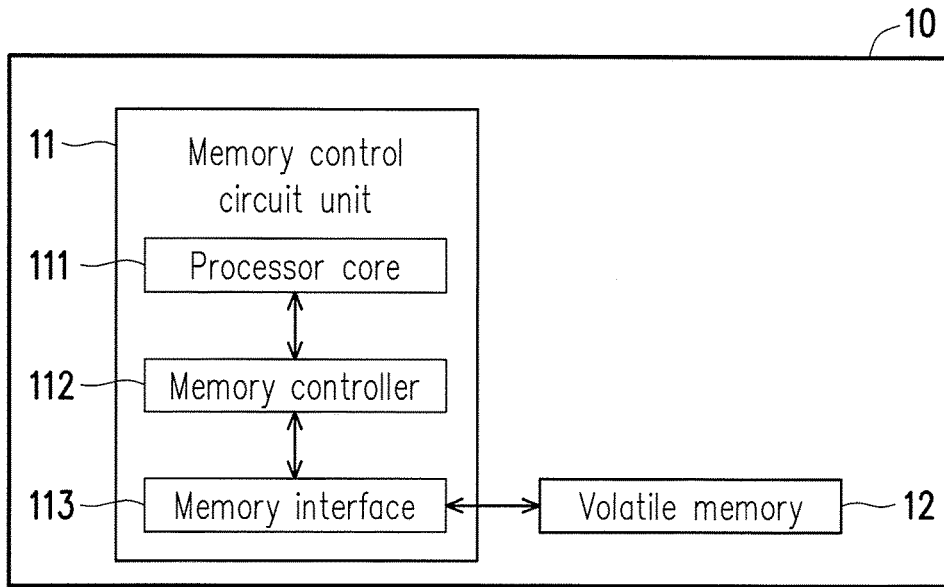 10
11
Memory control
circuit unit
111
Processor core
112
Memory controller
113
Memory interface
Volatile memory
12